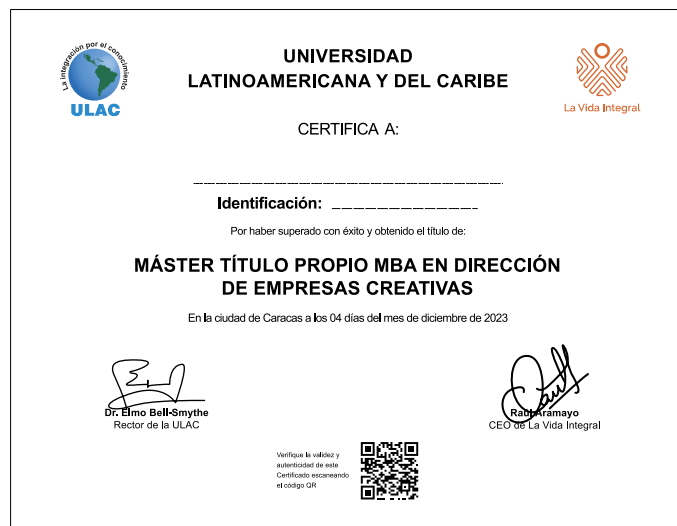 La integración por el conocimiento
ULAC
UNIVERSIDAD
LATINOAMERICANA Y DEL CARIBE
La Vida Integral
CERTIFICA A:
Identificación:
Por haber superado con éxito y obtenido el título de:
MÁSTER TÍTULO PROPIO MBA EN DIRECCIÓN
DE EMPRESAS CREATIVAS
En la ciudad de Caracas a los 04 días del mes de diciembre de 2023
Dr. Elmo Bell-Smythe
Rector de la ULAC
Raúl Aramayo
CEO de La Vida Integral
Verifique la validez y
autenticidad de este
Certificado escaneando
el código QR